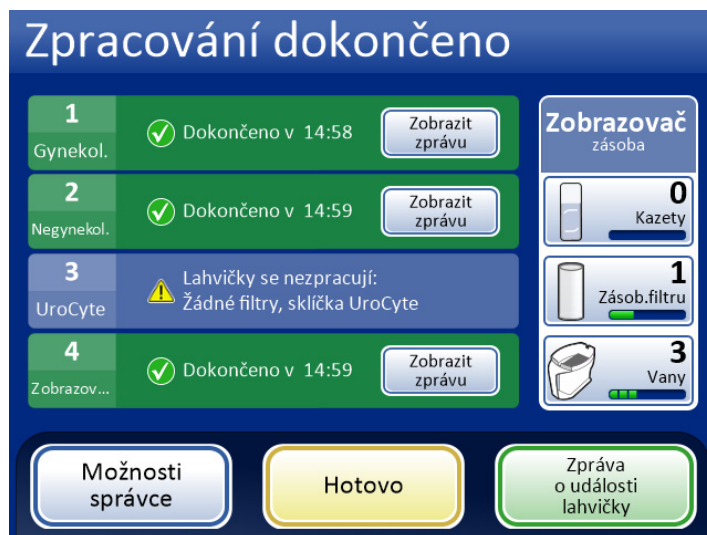 Zpracování dokončeno
1
Gynekol.
Dokončeno v 14:58
Zobrazit
zprávu
2
Negynekol.
Dokončeno v 14:59
Zobrazit
zprávu
3
UroCyte
Lahvičky se nezpracují:
Žádné filtry, sklíčka UroCyte
4
Zobrazov...
Dokončeno v 14:59
Zobrazit
zprávu
Zobrazovač
zásoba
0
Kazety
1
Zásob.filtru
3
Vany
Možnosti
správce
Hotovo
Zpráva
o události
lahvičky